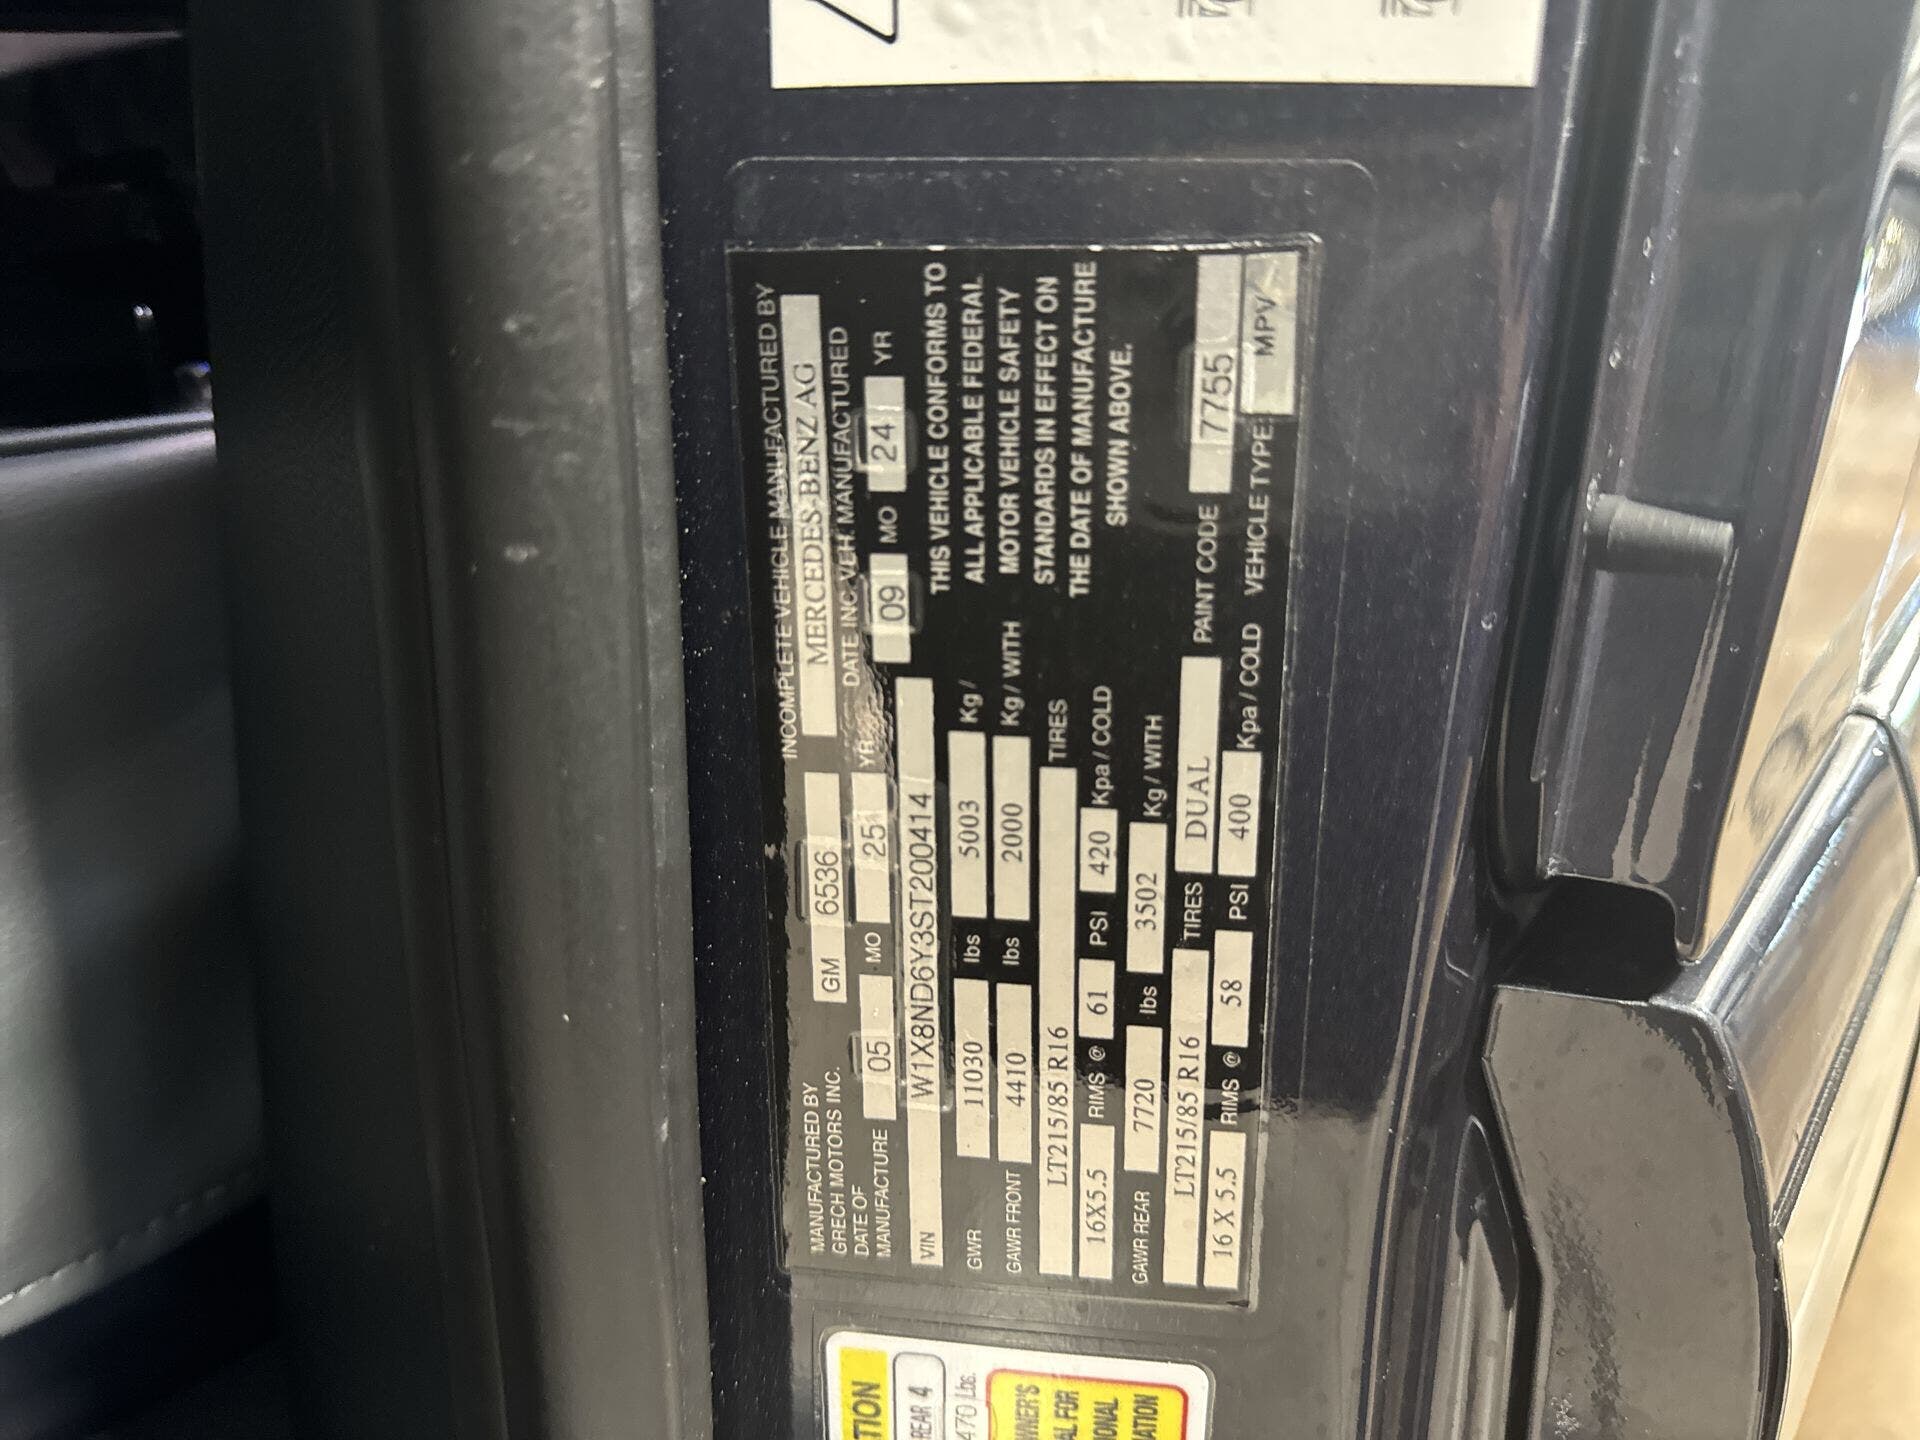 MANUFACTURED BY
GRECH MOTORS INC.
GM 6536
INCOMPLETE VEHICLE MANUFACTURED BY
MERCEDES-BENZ AG
DATE OF
MANUFACTURE 05 MO 25 YR
DATE INC. VEH. MANUFACTURED
09 MO 24 YR
VIN W1X8ND6Y3ST200414
GWR 11030 lbs 5003 Kg /
GAWR FRONT 4410 lbs 2000 Kg / WITH
LT215/85 R16 TIRES
16X5.5 RIMS @ 61 PSI 420 Kpa / COLD
GAWR REAR 7720 lbs 3502 Kg / WITH
LT215/85 R16 TIRES DUAL
16 X 5.5 RIMS @ 58 PSI 400 Kpa / COLD
THIS VEHICLE CONFORMS TO
ALL APPLICABLE FEDERAL
MOTOR VEHICLE SAFETY
STANDARDS IN EFFECT ON
THE DATE OF MANUFACTURE
SHOWN ABOVE.
PAINT CODE 7755
VEHICLE TYPE: MPV
REAR 4
Lbs.